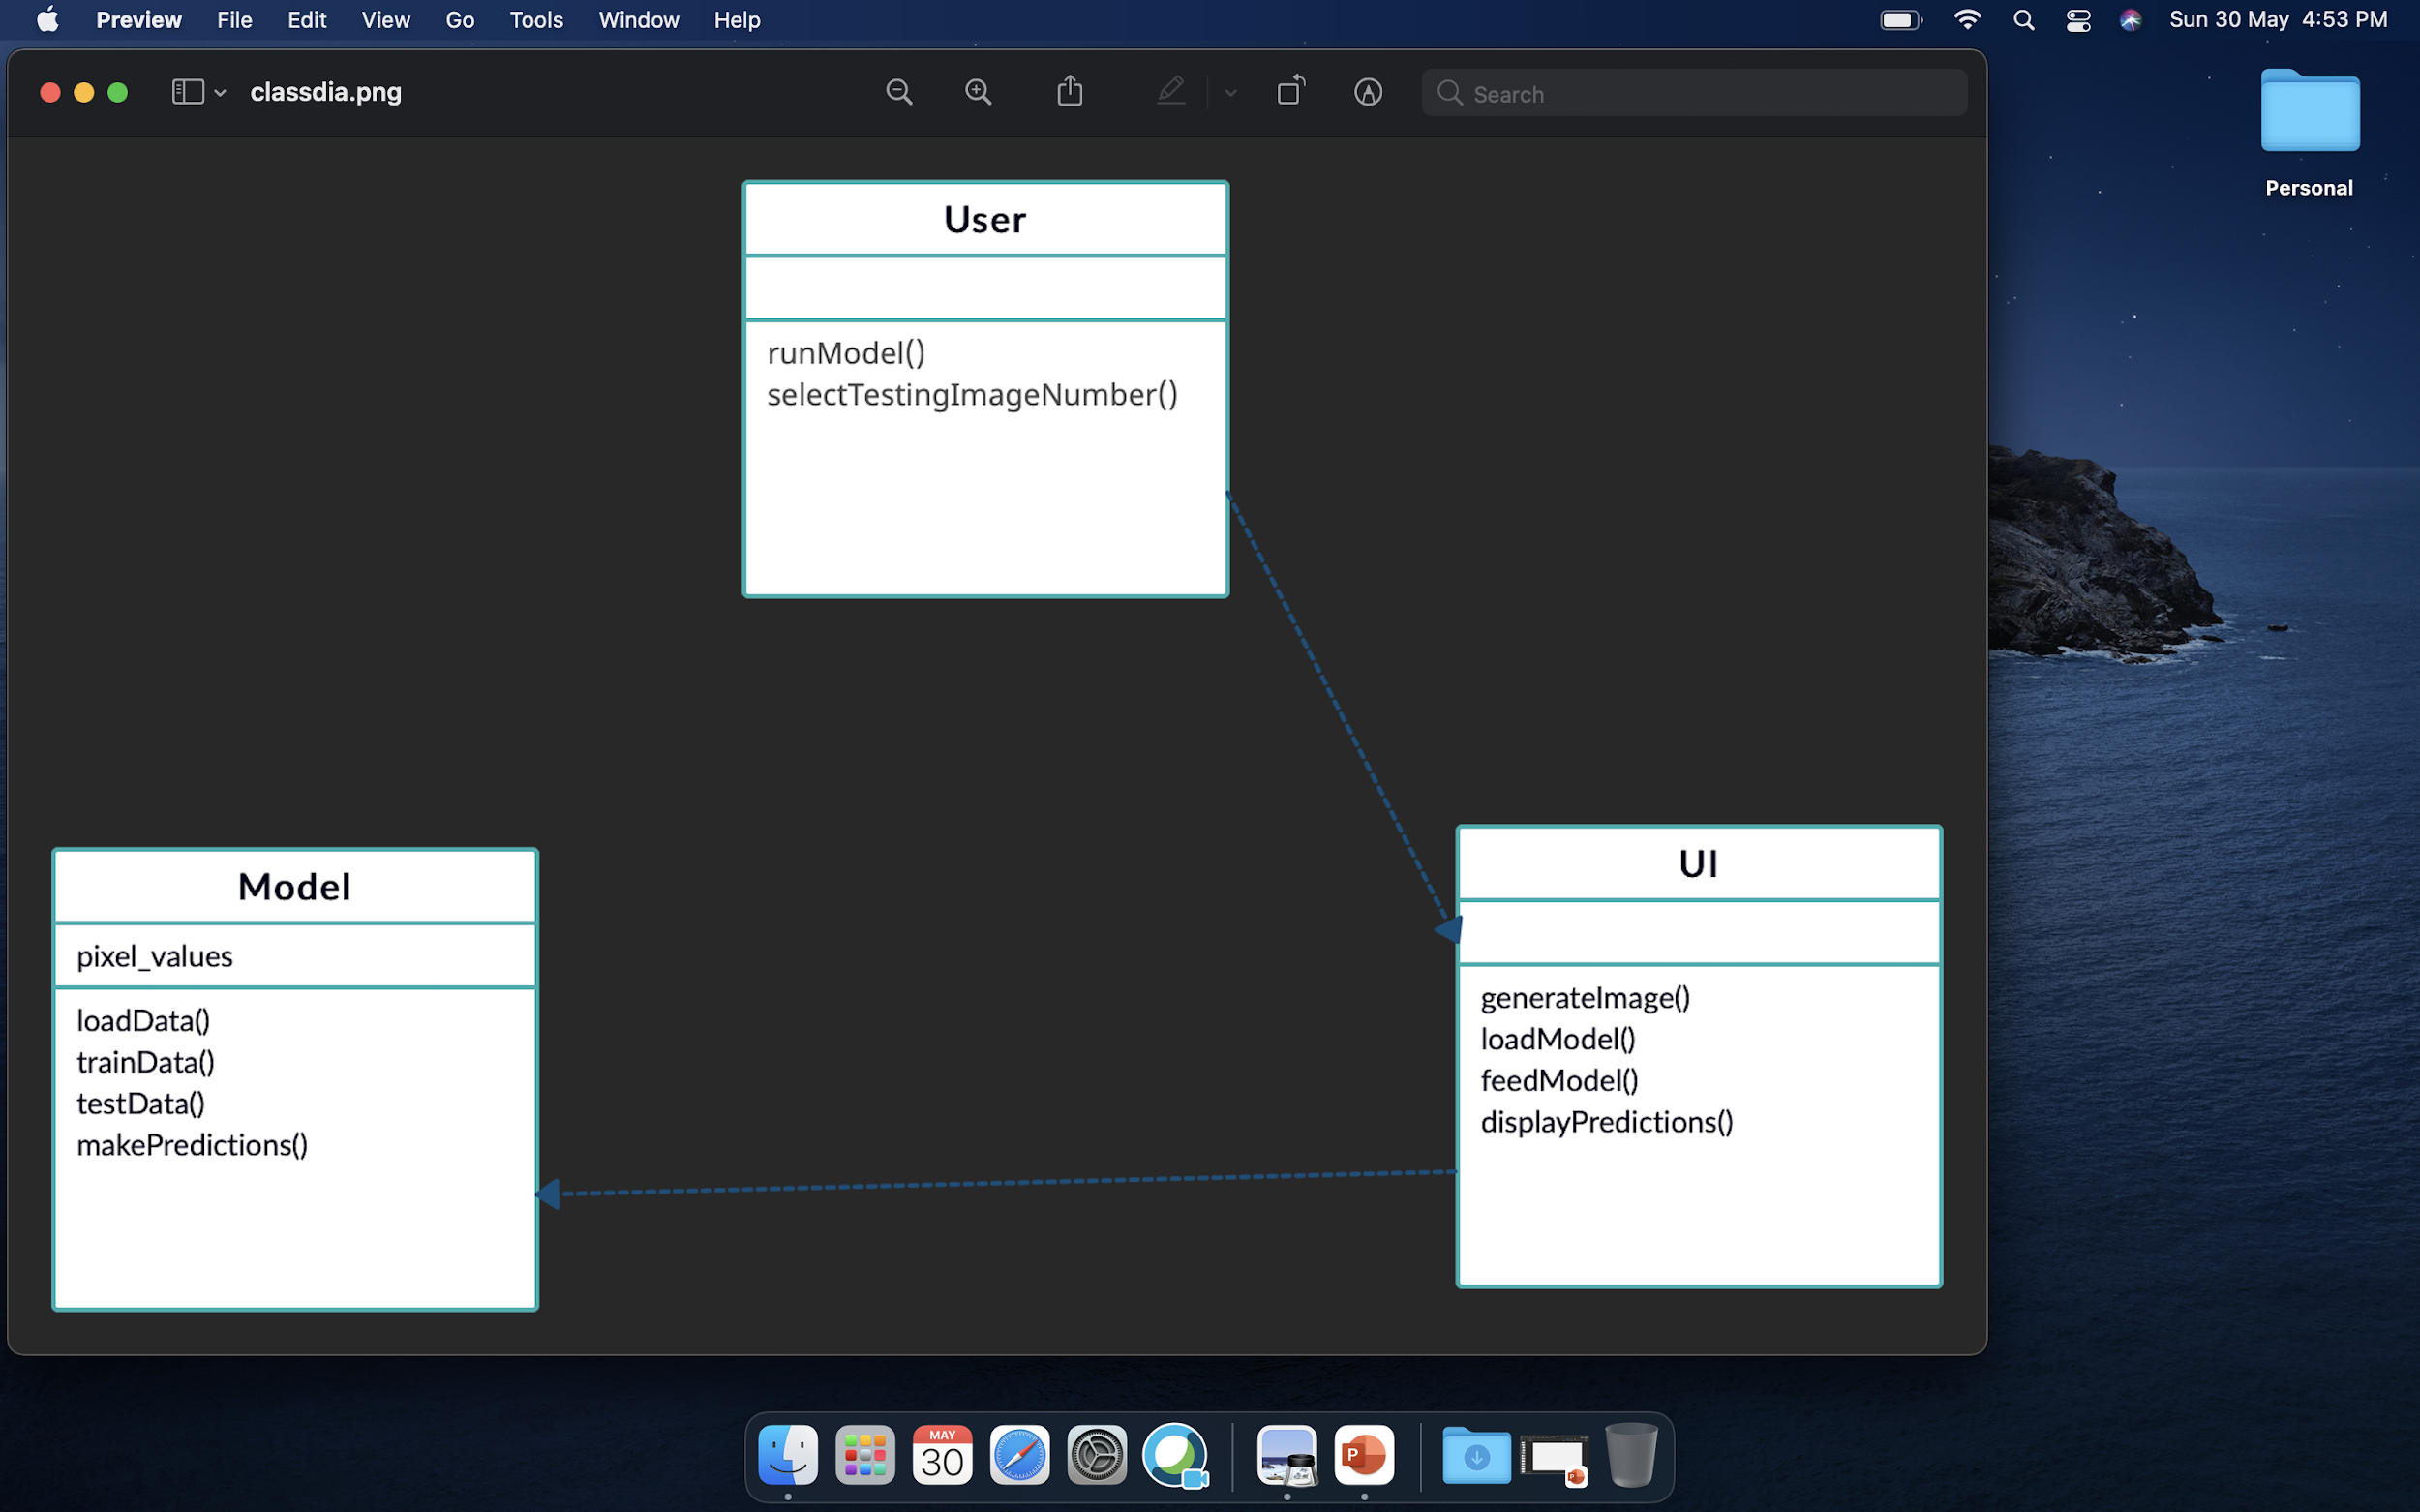 Preview File Edit View Go Tools Window Help Sun 30 May 4:53 PM
classdia.png Search
Personal
User
runModel()
selectTestingImageNumber()
Model
pixel_values
loadData()
trainData()
testData()
makePredictions()
UI
generateImage()
loadModel()
feedModel()
displayPredictions()
MAY
30
P